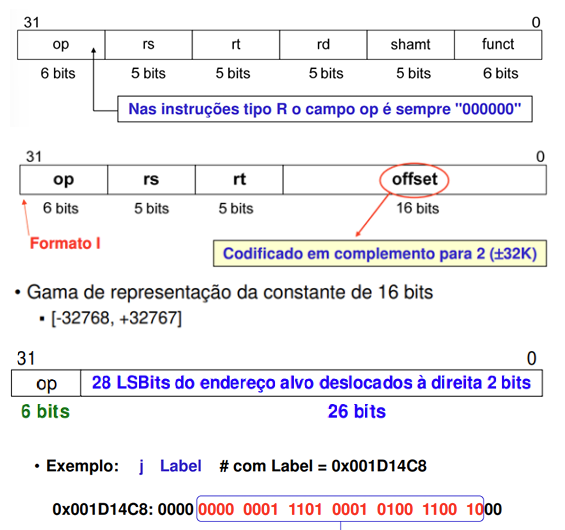 31 0
op rs rt rd shamt funct
6 bits 5 bits 5 bits 5 bits 5 bits 6 bits
Nas instruções tipo R o campo op é sempre "000000"
31 0
op rs rt offset
6 bits 5 bits 5 bits 16 bits
Formato I
Codificado em complemento para 2 (±32K)
• Gama de representação da constante de 16 bits
▪ [-32768, +32767]
31 0
op 28 LSBits do endereço alvo deslocados à direita 2 bits
6 bits 26 bits
• Exemplo: j Label # com Label = 0x001D14C8
0x001D14C8: 0000 0000 0001 1101 0001 0100 1100 1000